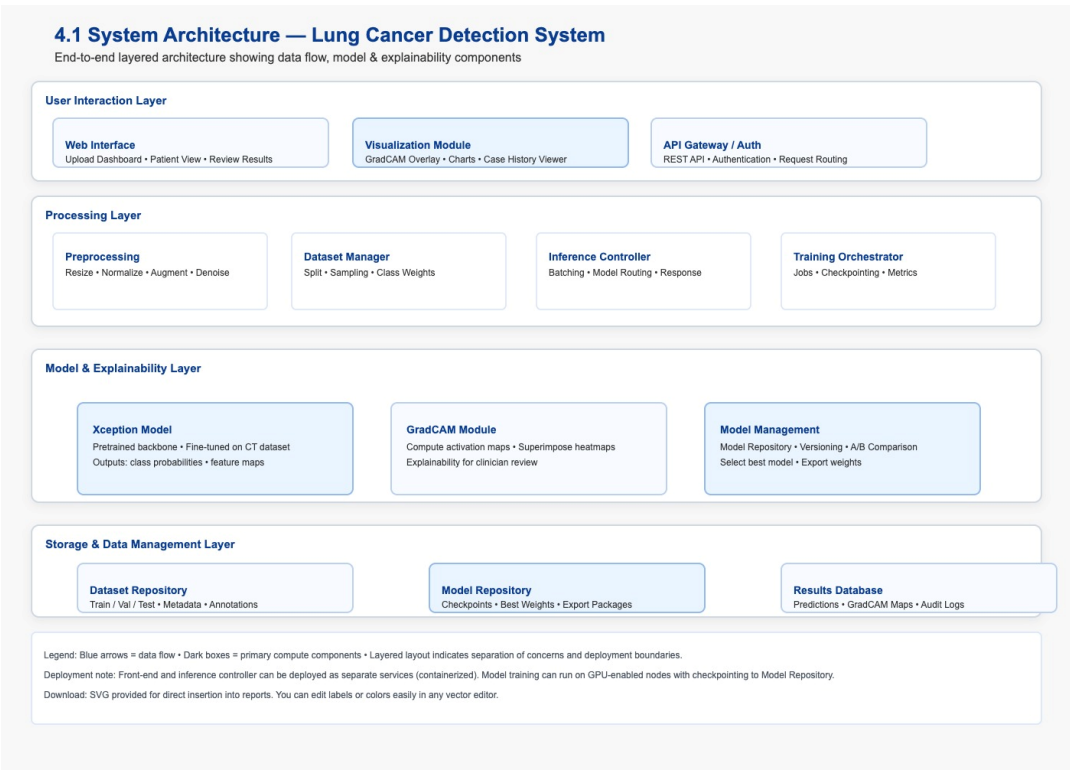 4.1 System Architecture — Lung Cancer Detection System
End-to-end layered architecture showing data flow, model & explainability components
User Interaction Layer
Web Interface
Upload Dashboard • Patient View • Review Results
Visualization Module
GradCAM Overlay • Charts • Case History Viewer
API Gateway / Auth
REST API • Authentication • Request Routing
Processing Layer
Preprocessing
Resize • Normalize • Augment • Denoise
Dataset Manager
Split • Sampling • Class Weights
Inference Controller
Batching • Model Routing • Response
Training Orchestrator
Jobs • Checkpointing • Metrics
Model & Explainability Layer
Xception Model
Pretrained backbone • Fine-tuned on CT dataset
Outputs: class probabilities • feature maps
GradCAM Module
Compute activation maps • Superimpose heatmaps
Explainability for clinician review
Model Management
Model Repository • Versioning • A/B Comparison
Select best model • Export weights
Storage & Data Management Layer
Dataset Repository
Train / Val / Test • Metadata • Annotations
Model Repository
Checkpoints • Best Weights • Export Packages
Results Database
Predictions • GradCAM Maps • Audit Logs
Legend: Blue arrows = data flow • Dark boxes = primary compute components • Layered layout indicates separation of concerns and deployment boundaries.
Deployment note: Front-end and inference controller can be deployed as separate services (containerized). Model training can run on GPU-enabled nodes with checkpointing to Model Repository.
Download: SVG provided for direct insertion into reports. You can edit labels or colors easily in any vector editor.